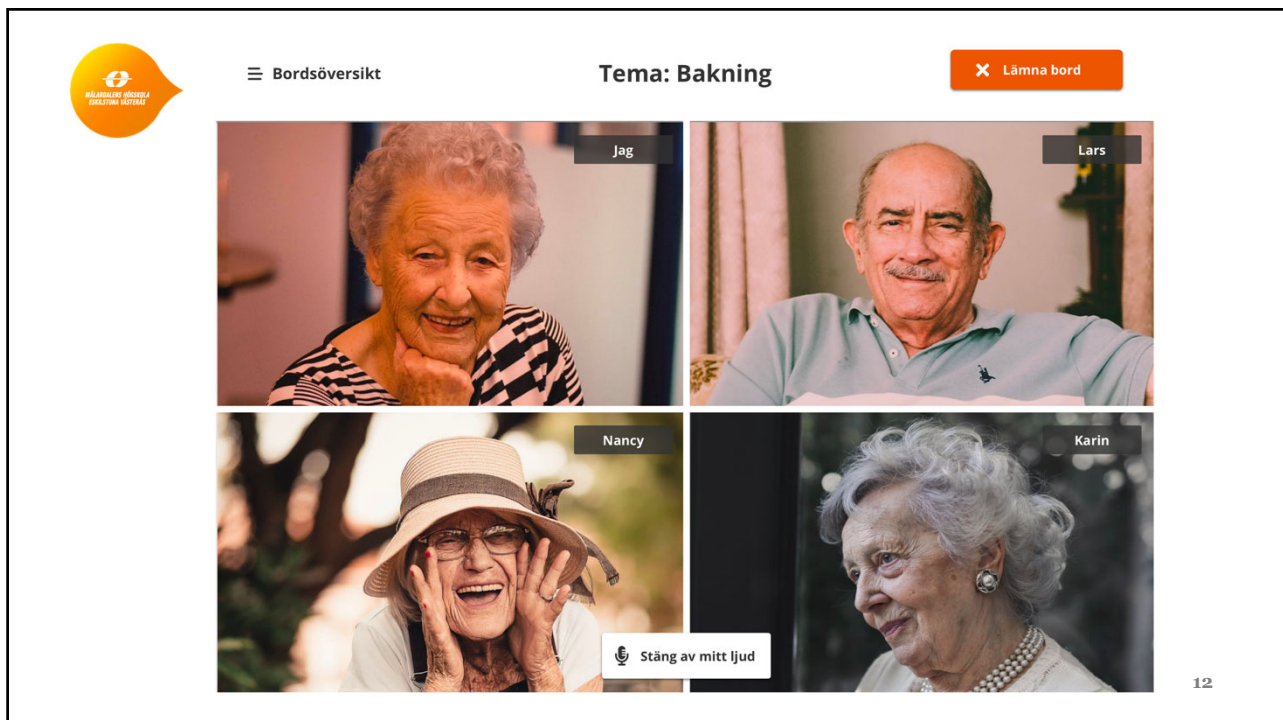 MÄLARDALENS HÖGSKOLA
ESKILSTUNA VÄSTERÅS
Bordsöversikt
Tema: Bakning
Lämna bord
Jag
Lars
Nancy
Karin
Stäng av mitt ljud
12